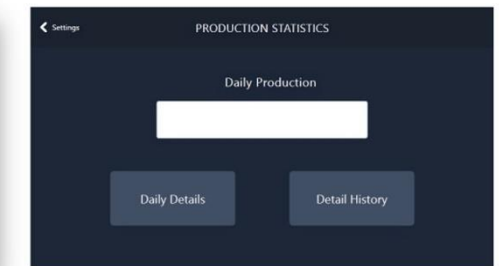 Settings
PRODUCTION STATISTICS
Daily Production
Daily Details
Detail History